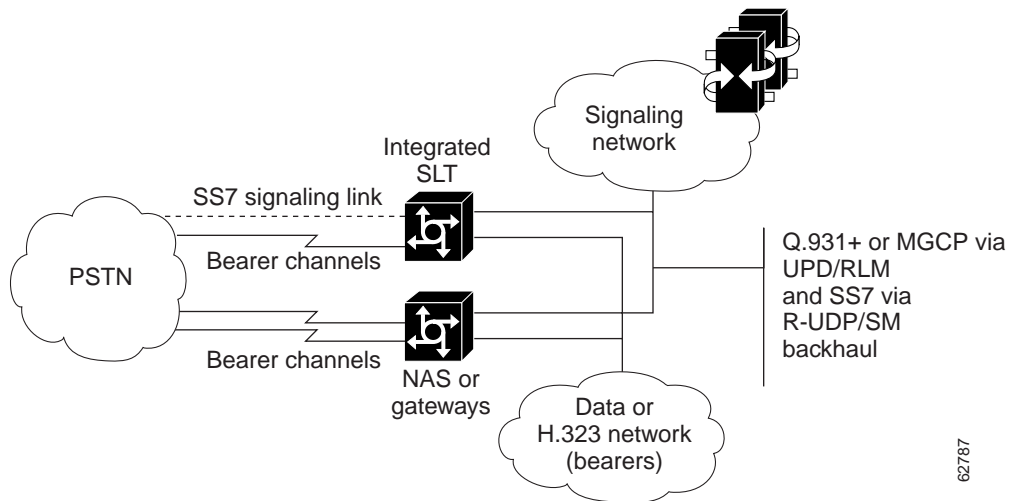 Signaling
network
Integrated
SLT
SS7 signaling link
Bearer channels
PSTN
Bearer channels
NAS or
gateways
Q.931+ or MGCP via
UPD/RLM
and SS7 via
R-UDP/SM
backhaul
Data or
H.323 network
(bearers)
62787